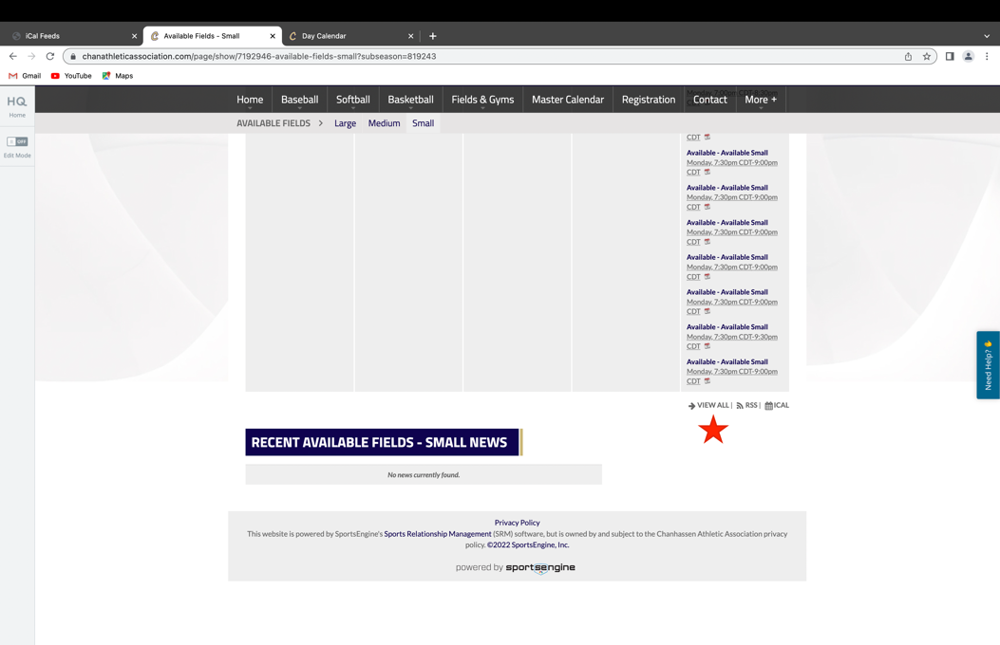 iCal Feeds
Available Fields - Small
Day Calendar
chanathleticassociation.com/page/show/7192946-available-fields-small?subseason=819243
Gmail
YouTube
Maps
HQ
Home
OFF
Edit Mode
Home
Baseball
Softball
Basketball
Fields & Gyms
Master Calendar
Registration
Contact
More +
AVAILABLE FIELDS
Large
Medium
Small
CDT
Available - Available Small
Monday, 7:30pm CDT-9:00pm
CDT
Available - Available Small
Monday, 7:30pm CDT-9:00pm
CDT
Available - Available Small
Monday, 7:30pm CDT-9:00pm
CDT
Available - Available Small
Monday, 7:30pm CDT-9:00pm
CDT
Available - Available Small
Monday, 7:30pm CDT-9:00pm
CDT
Available - Available Small
Monday, 7:30pm CDT-9:30pm
CDT
Available - Available Small
Monday, 7:30pm CDT-9:00pm
CDT
VIEW ALL | RSS | ICAL
Need Help?
RECENT AVAILABLE FIELDS - SMALL NEWS
No news currently found.
Privacy Policy
This website is powered by SportsEngine's Sports Relationship Management (SRM) software, but is owned by and subject to the Chanhassen Athletic Association privacy
policy. ©2022 SportsEngine, Inc.
powered by sportsengine